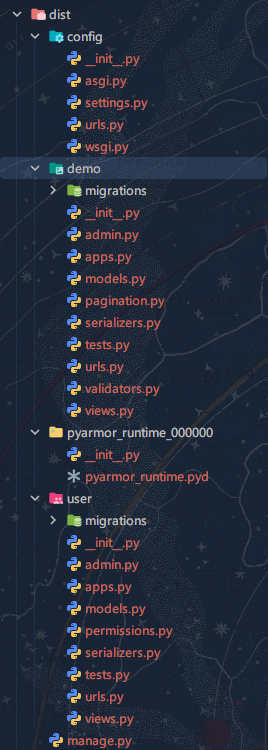 dist
config
__init__.py
asgi.py
settings.py
urls.py
wsgi.py
demo
migrations
__init__.py
admin.py
apps.py
models.py
pagination.py
serializers.py
tests.py
urls.py
validators.py
views.py
pyarmor_runtime_000000
__init__.py
pyarmor_runtime.pyd
user
migrations
__init__.py
admin.py
apps.py
models.py
permissions.py
serializers.py
tests.py
urls.py
views.py
manage.py